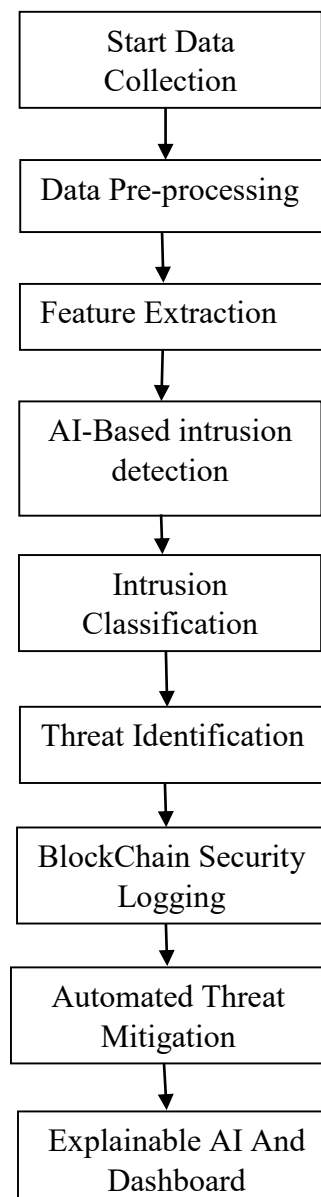 Start Data
Collection
Data Pre-processing
Feature Extraction
AI-Based intrusion
detection
Intrusion
Classification
Threat Identification
BlockChain Security
Logging
Automated Threat
Mitigation
Explainable AI And
Dashboard